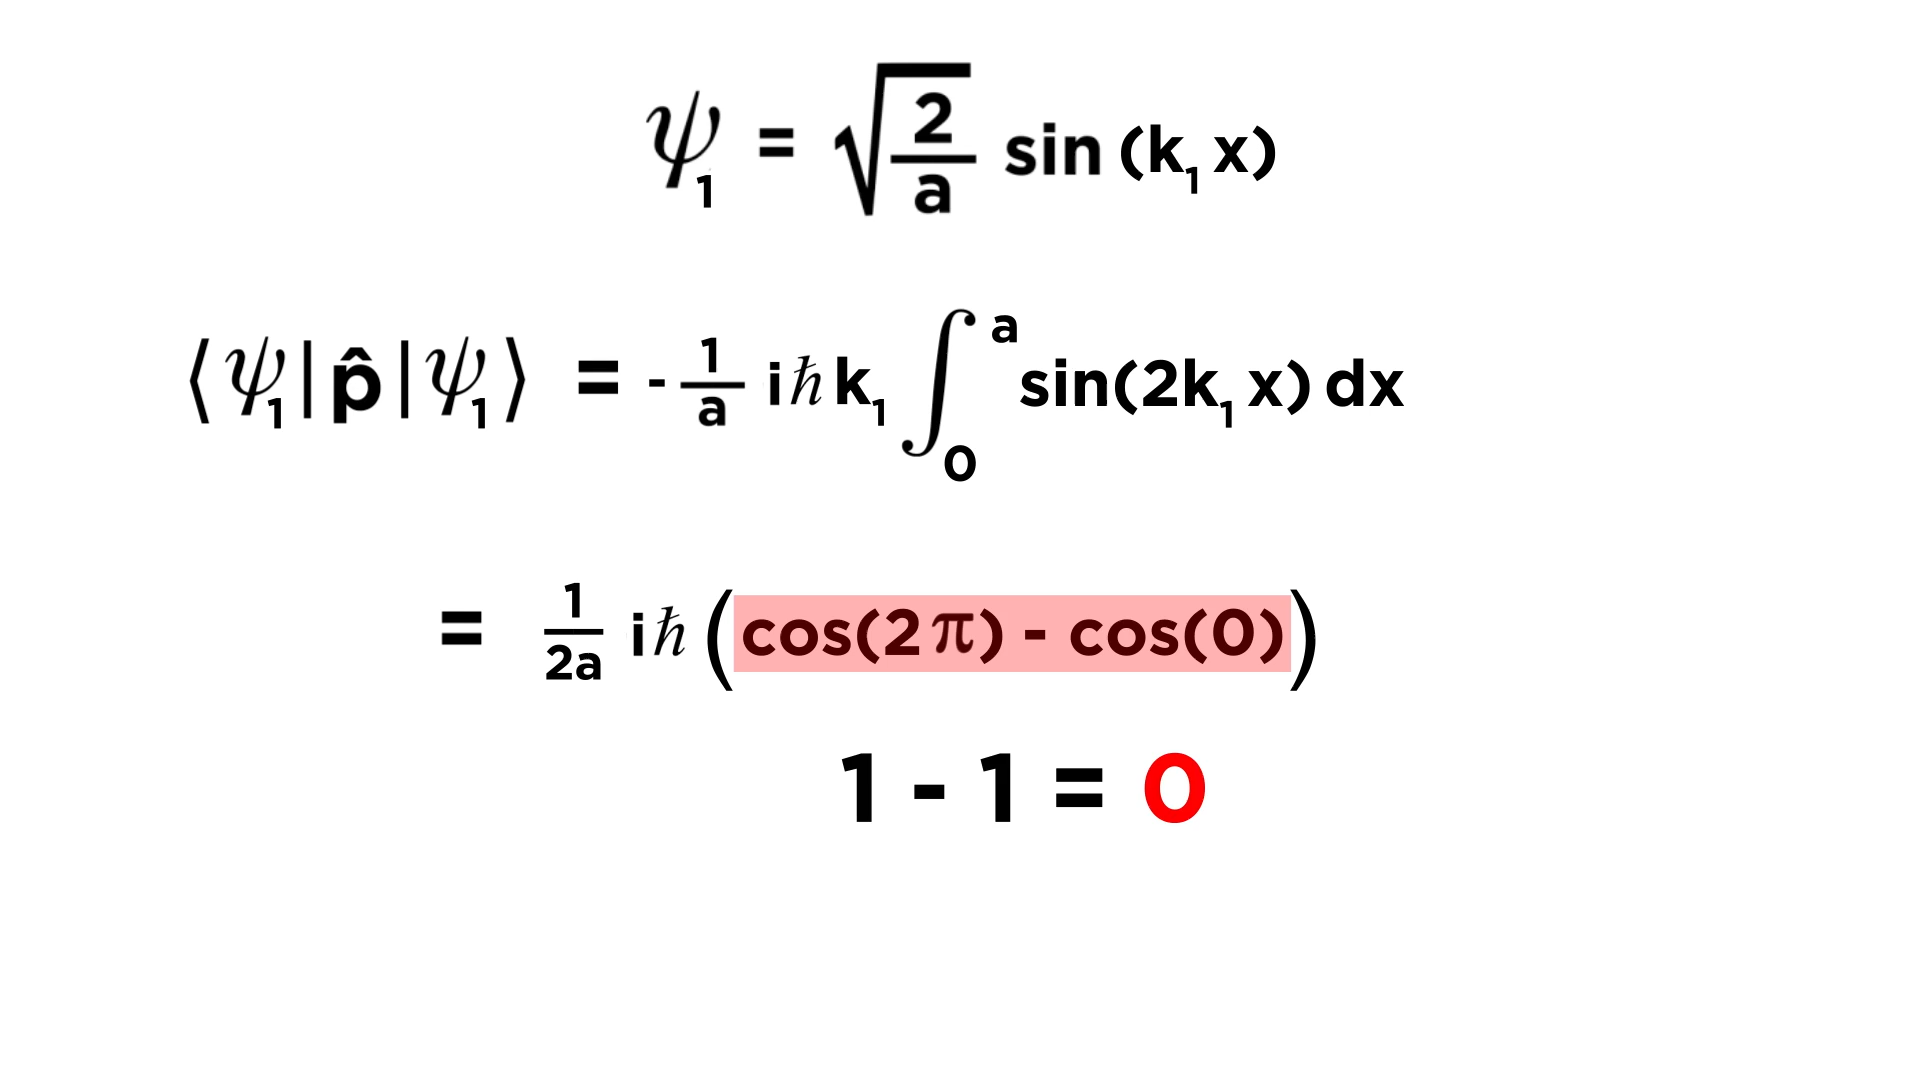 ψ₁ = √(2/a) sin (k₁ x)
⟨ψ₁|p̂|ψ₁⟩ = - 1/a iℏ k₁ ∫₀ᵃ sin(2k₁ x) dx
= 1/2a iℏ (cos(2π) - cos(0))
1 - 1 = 0